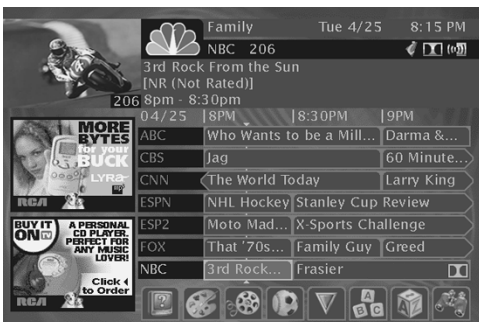 Family Tue 4/25 8:15 PM
NBC 206
3rd Rock From the Sun
[NR (Not Rated)]
206 8pm - 8:30pm
04/25 8PM 8:30PM 9PM
ABC Who Wants to be a Mill... Darma &...
CBS Jag 60 Minute...
CNN The World Today Larry King
ESPN NHL Hockey Stanley Cup Review
ESP2 Moto Mad... X-Sports Challenge
FOX That '70s... Family Guy Greed
NBC 3rd Rock... Frasier
MORE
BYTES
for your
BUCK
LYRA
RCA
BUY IT
ON
A PERSONAL
CD PLAYER.
PERFECT FOR
ANY MUSIC
LOVER!
Click
to Order
RCA
A
B C